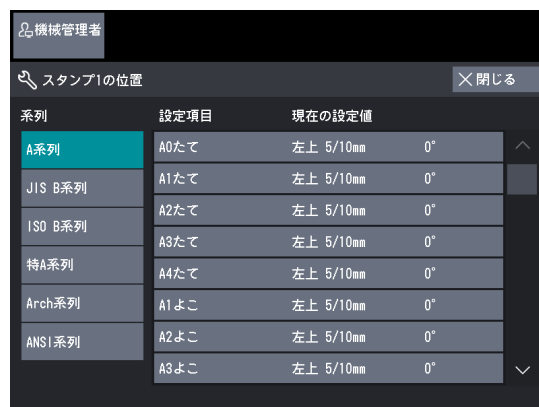 機械管理者
スタンプ1の位置
閉じる
系列 設定項目 現在の設定値
A系列
JIS B系列
ISO B系列
特A系列
Arch系列
ANSI系列
A0たて 左上 5/10mm 0°
A1たて 左上 5/10mm 0°
A2たて 左上 5/10mm 0°
A3たて 左上 5/10mm 0°
A4たて 左上 5/10mm 0°
A1よこ 左上 5/10mm 0°
A2よこ 左上 5/10mm 0°
A3よこ 左上 5/10mm 0°